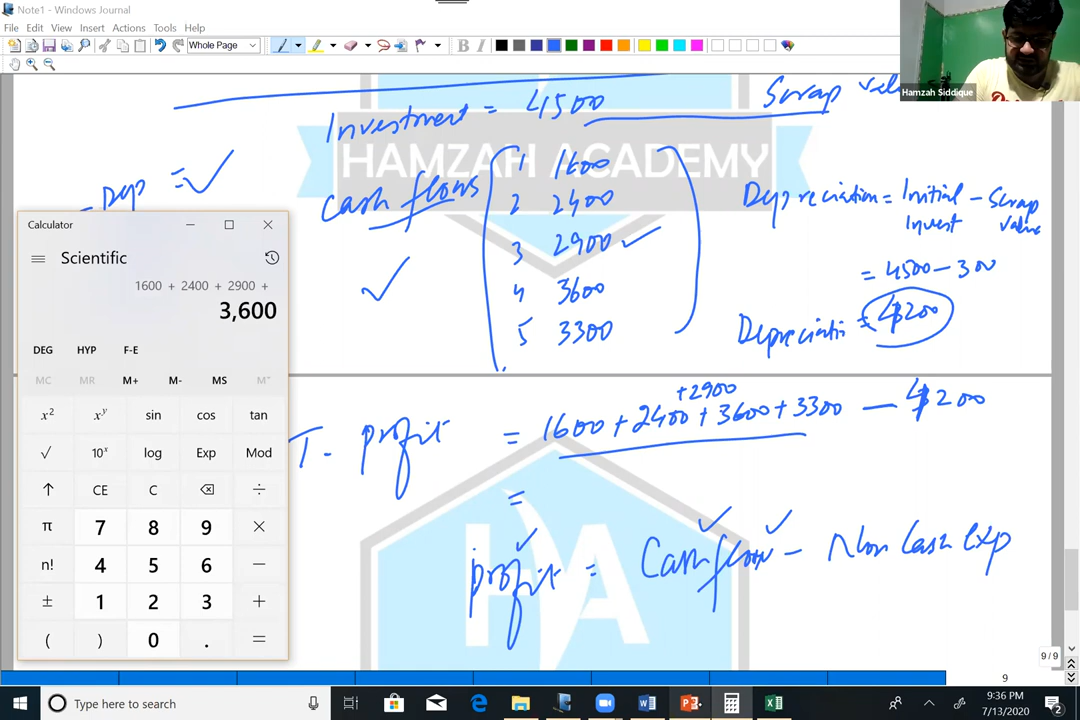 Note1 - Windows Journal
File Edit View Insert Actions Tools Help
Whole Page
B I
Hamzah Siddique
Investment = 4500
Scrap
HAMZAH ACADEMY
- Dep =
Cash flows
1 1600
2 2400
3 2900
4 3600
5 3300
Depreciation = Initial Invest - Scrap value
= 4500 - 300
= 4200
Calculator
Scientific
1600 + 2400 + 2900 +
3,600
DEG HYP F-E
MC MR M+ M- MS M˅
x² xʸ sin cos tan
√ 10ˣ log Exp Mod
↑ CE C ⌫ ÷
π 7 8 9 ×
n! 4 5 6 −
± 1 2 3 +
( ) 0 . =
+2900
T. profit = 1600 + 2400 + 3600 + 3300 - 4200
=
HA
profit = Cash flow - Non Cash Exp
9/9
9
Type here to search
9:36 PM
7/13/2020
2